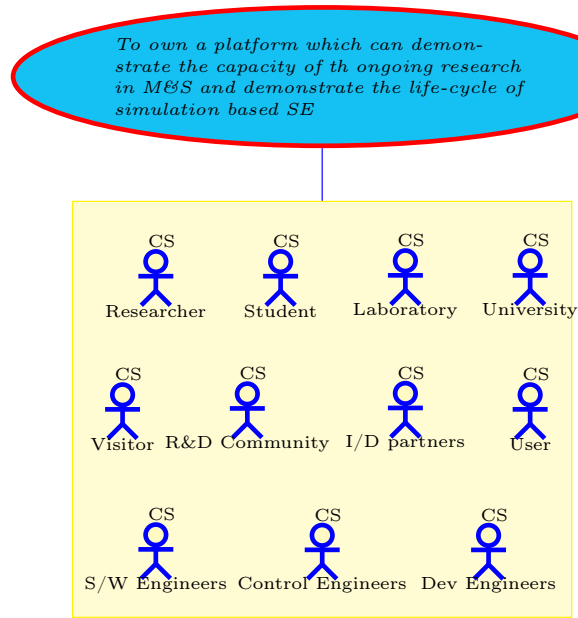 To own a platform which can demon-
strate the capacity of th ongoing research
in M&S and demonstrate the life-cycle of
simulation based SE
CS CS CS CS
Researcher Student Laboratory University
CS CS CS CS
Visitor R&D Community I/D partners User
CS CS CS
S/W Engineers Control Engineers Dev Engineers